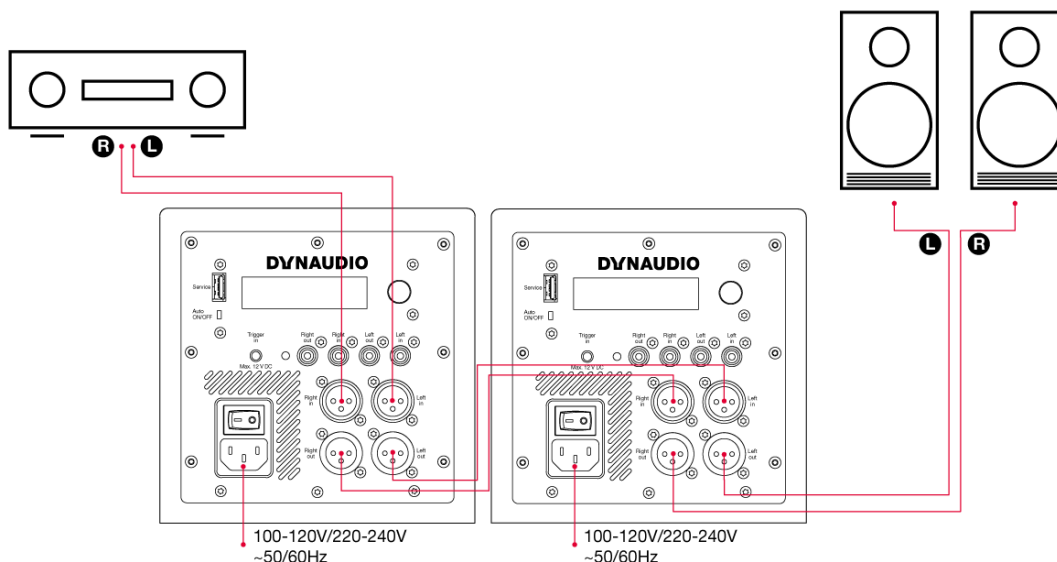 R L
DYNAUDIO
Service
Auto
ON/OFF
Trigger
in
Max. 12 V DC
Right
out
Right
in
Left
out
Left
in
Right
in
Left
in
Right
out
Left
out
100-120V/220-240V
~50/60Hz
DYNAUDIO
Service
Auto
ON/OFF
Trigger
in
Max. 12 V DC
Right
out
Right
in
Left
out
Left
in
Right
in
Left
in
Right
out
Left
out
100-120V/220-240V
~50/60Hz
L R